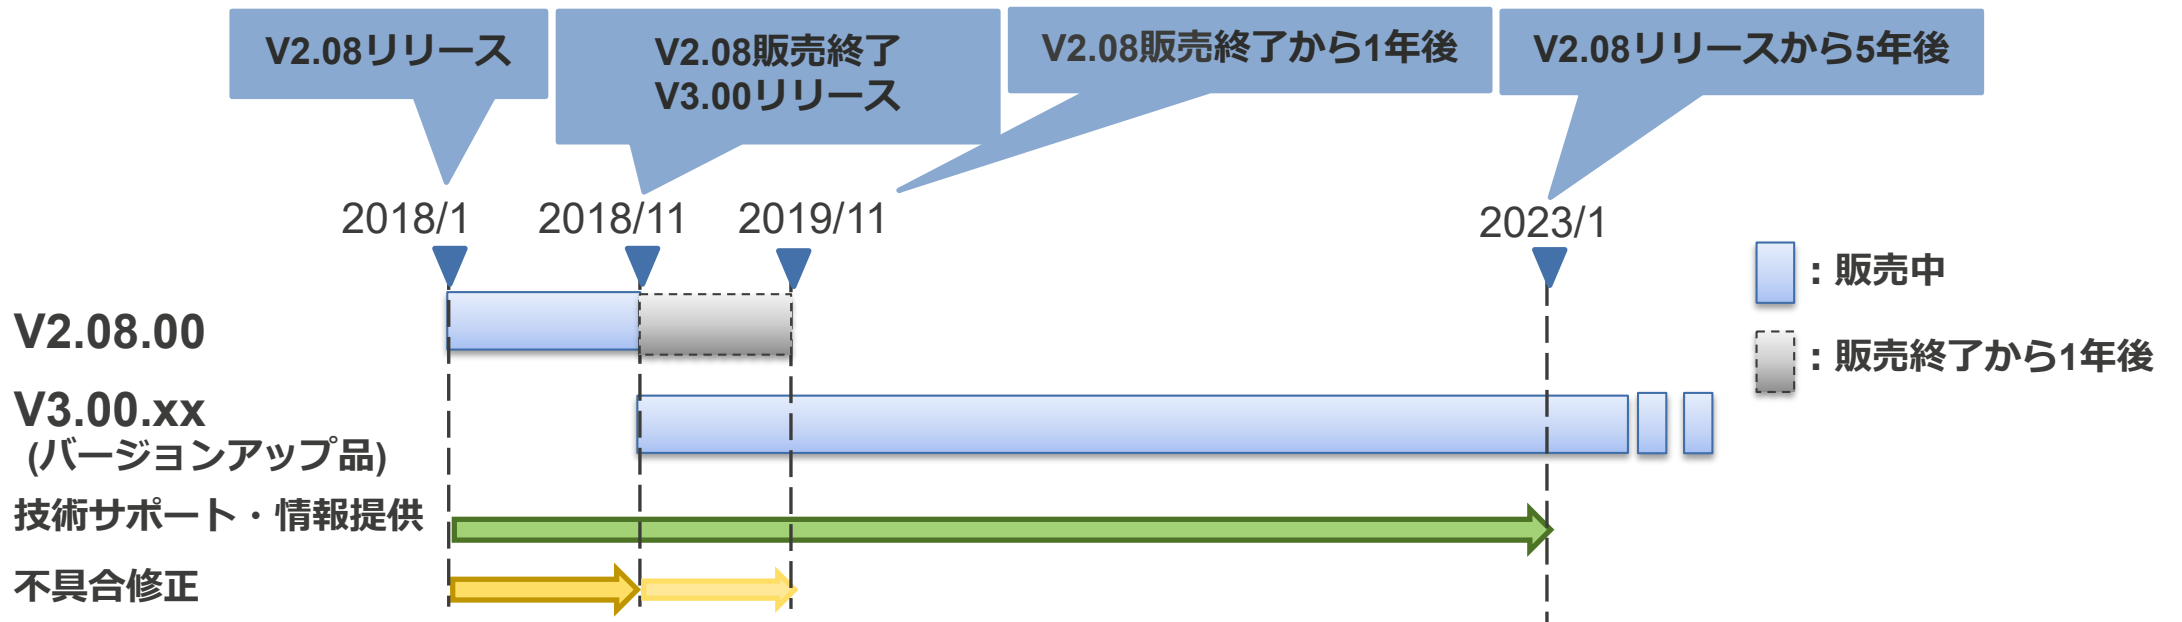 V2.08リリース
V2.08販売終了
V3.00リリース
V2.08販売終了から1年後
V2.08リリースから5年後
2018/1
2018/11
2019/11
2023/1
：販売中
：販売終了から1年後
V2.08.00
V3.00.xx
(バージョンアップ品)
技術サポート・情報提供
不具合修正